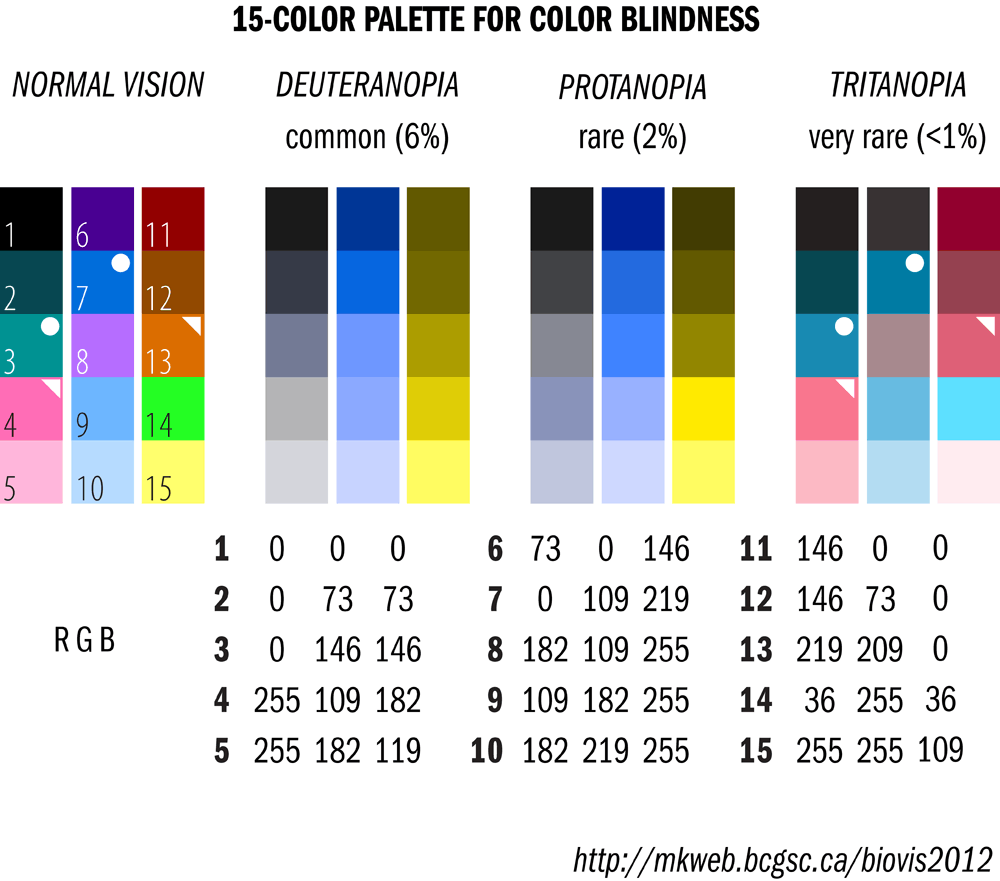 15-COLOR PALETTE FOR COLOR BLINDNESS
NORMAL VISION DEUTERANOPIA PROTANOPIA TRITANOPIA
common (6%) rare (2%) very rare (<1%)
1 6 11
2 7 12
3 8 13
4 9 14
5 10 15
1 0 0 0 6 73 0 146 11 146 0 0
2 0 73 73 7 0 109 219 12 146 73 0
RGB
3 0 146 146 8 182 109 255 13 219 209 0
4 255 109 182 9 109 182 255 14 36 255 36
5 255 182 119 10 182 219 255 15 255 255 109
http://mkweb.bcgsc.ca/biovis2012